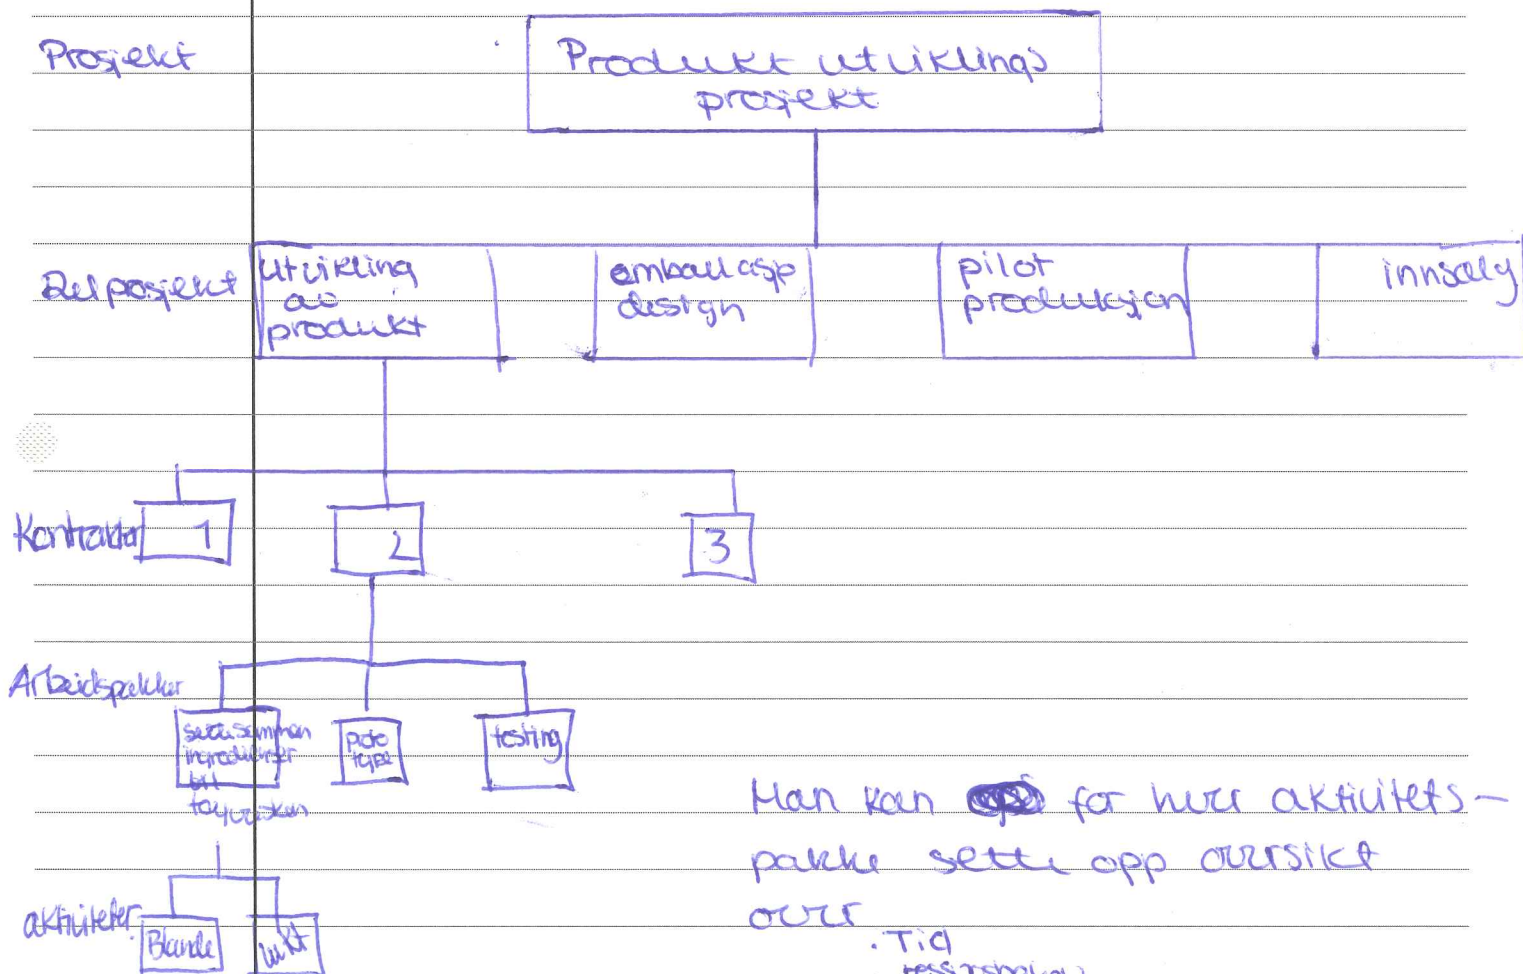 Prosjekt
Produkt utviklings
prosjekt
Delprosjekt
Utvikling
av
produkt
emballasje
design
pilot
produksjon
innsalg
Kontrakter
1
2
3
Arbeidspakker
sette sammen
ingredienser
til
tøyvasken
proto
type
testing
aktiviteter
Blande
lukt
Man kan for hver aktivitets-
pakke sette opp oversikt
over
. Tid